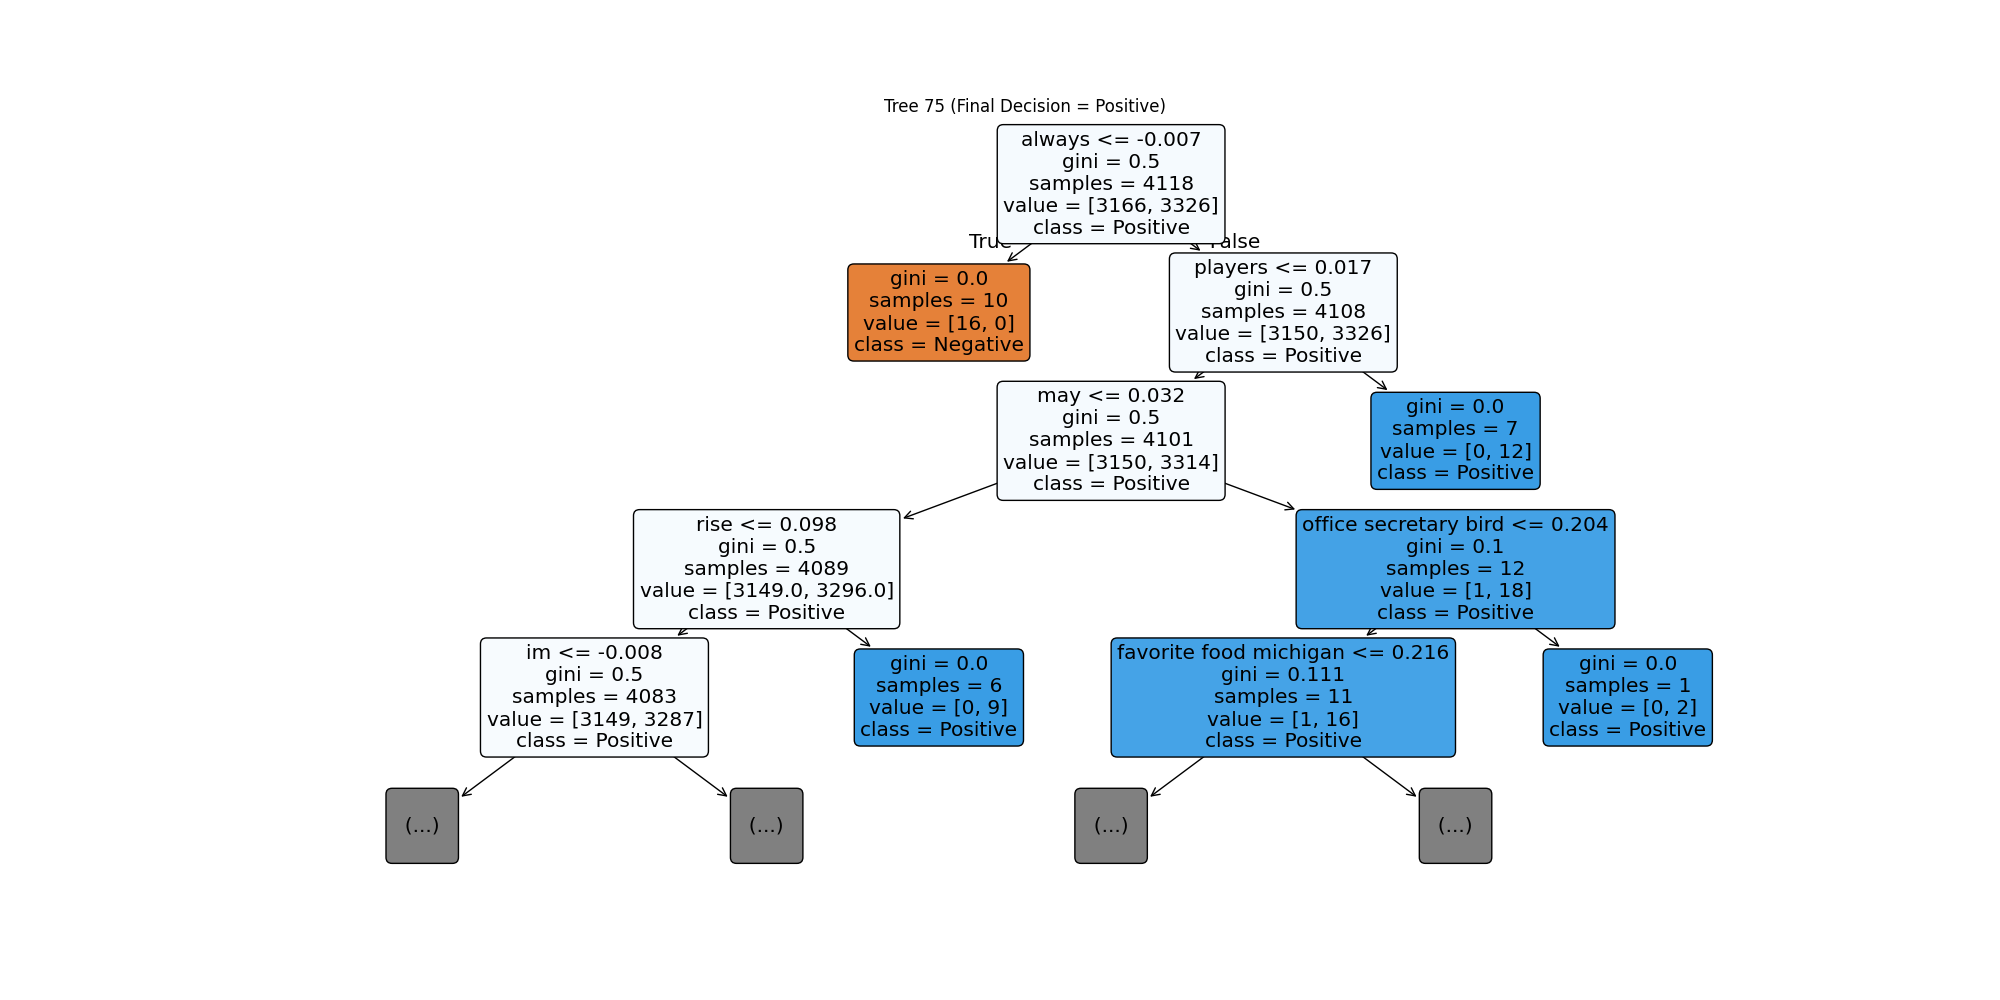 Tree 75 (Final Decision = Positive)
always <= -0.007
gini = 0.5
samples = 4118
value = [3166, 3326]
class = Positive
True
False
gini = 0.0
samples = 10
value = [16, 0]
class = Negative
players <= 0.017
gini = 0.5
samples = 4108
value = [3150, 3326]
class = Positive
may <= 0.032
gini = 0.5
samples = 4101
value = [3150, 3314]
class = Positive
gini = 0.0
samples = 7
value = [0, 12]
class = Positive
rise <= 0.098
gini = 0.5
samples = 4089
value = [3149.0, 3296.0]
class = Positive
office secretary bird <= 0.204
gini = 0.1
samples = 12
value = [1, 18]
class = Positive
im <= -0.008
gini = 0.5
samples = 4083
value = [3149, 3287]
class = Positive
gini = 0.0
samples = 6
value = [0, 9]
class = Positive
favorite food michigan <= 0.216
gini = 0.111
samples = 11
value = [1, 16]
class = Positive
gini = 0.0
samples = 1
value = [0, 2]
class = Positive
(...)
(...)
(...)
(...)